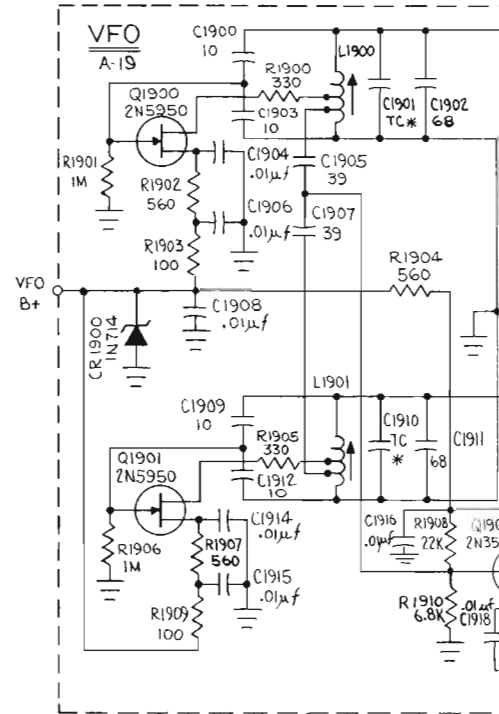 VFO
A-19
C1900
10
L1900
R1900
330
Q1900
2N5950
C1903
10
C1901
TC*
C1902
68
R1901
1M
C1904
.01µf
C1905
39
R1902
560
C1906
.01µf
C1907
39
R1903
100
R1904
560
VFO
B+
CR1900
1N714
C1908
.01µf
L1901
C1909
10
C1910
TC
*
C1911
68
R1905
330
Q1901
2N5950
C1912
10
C1914
.01µf
C1916
.01µf
R1908
22K
Q190
2N35
R1906
1M
R1907
560
C1915
.01µf
R1910
6.8K
.01µf
C1918
R1909
100